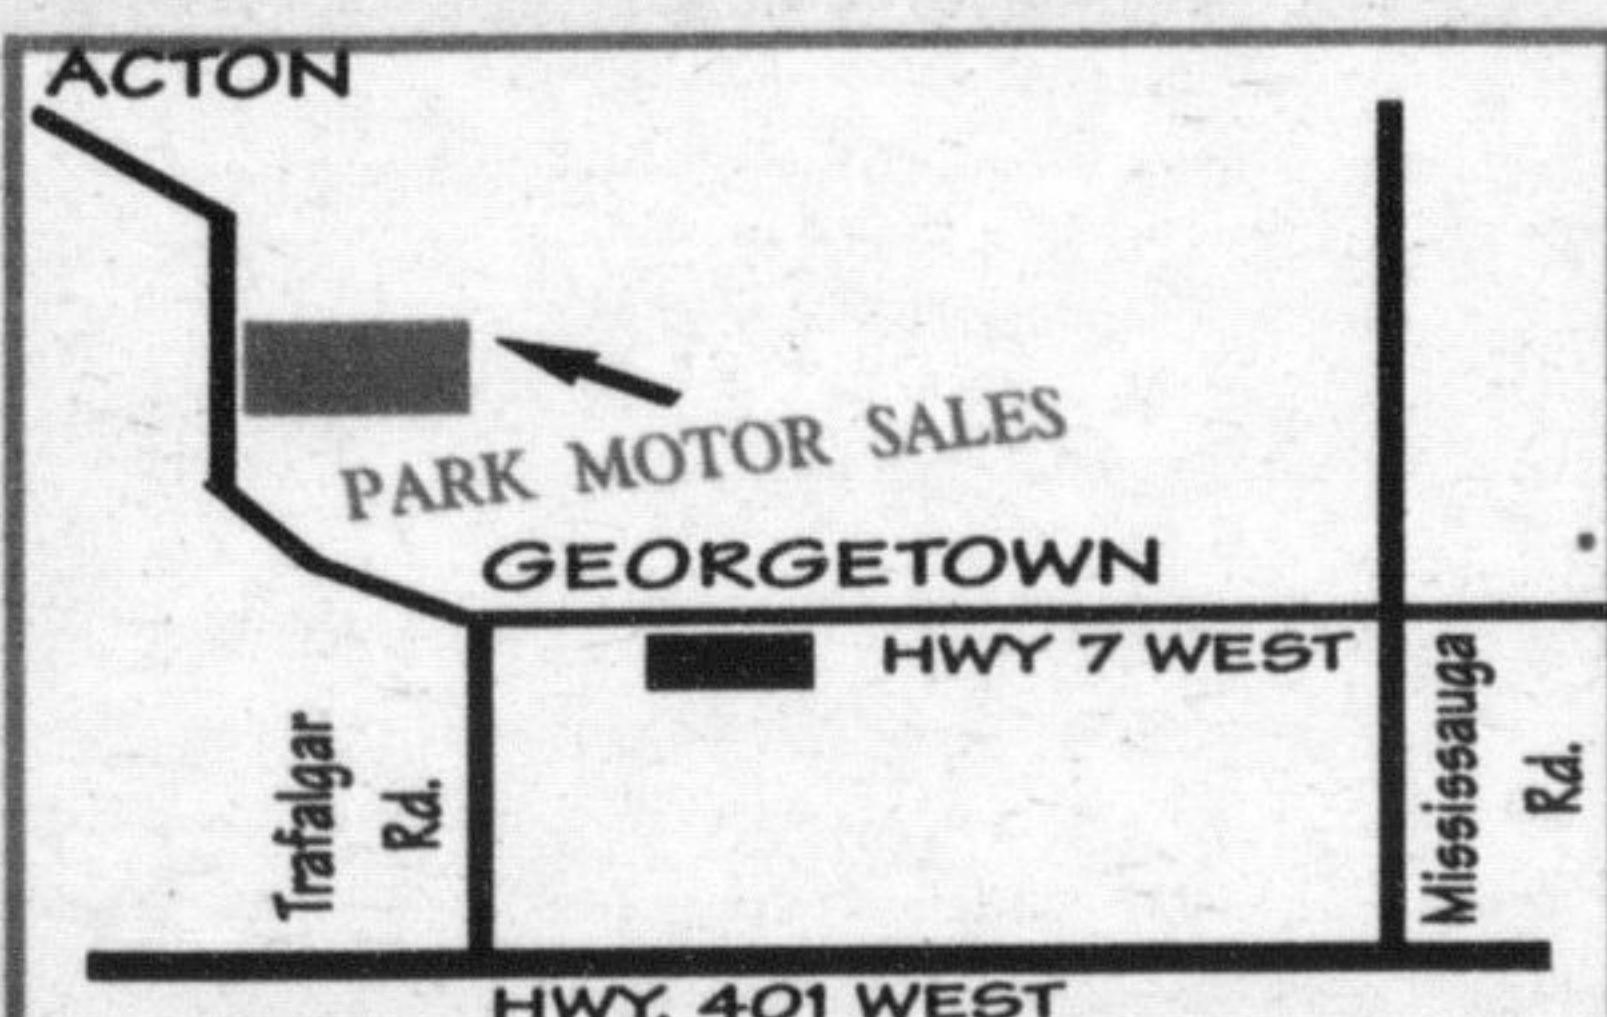 ACTON
PARK MOTOR SALES
GEORGETOWN
HWY 7 WEST
Trafalgar
Rd.
Mississauga
Rd.
HWY. 401 WEST